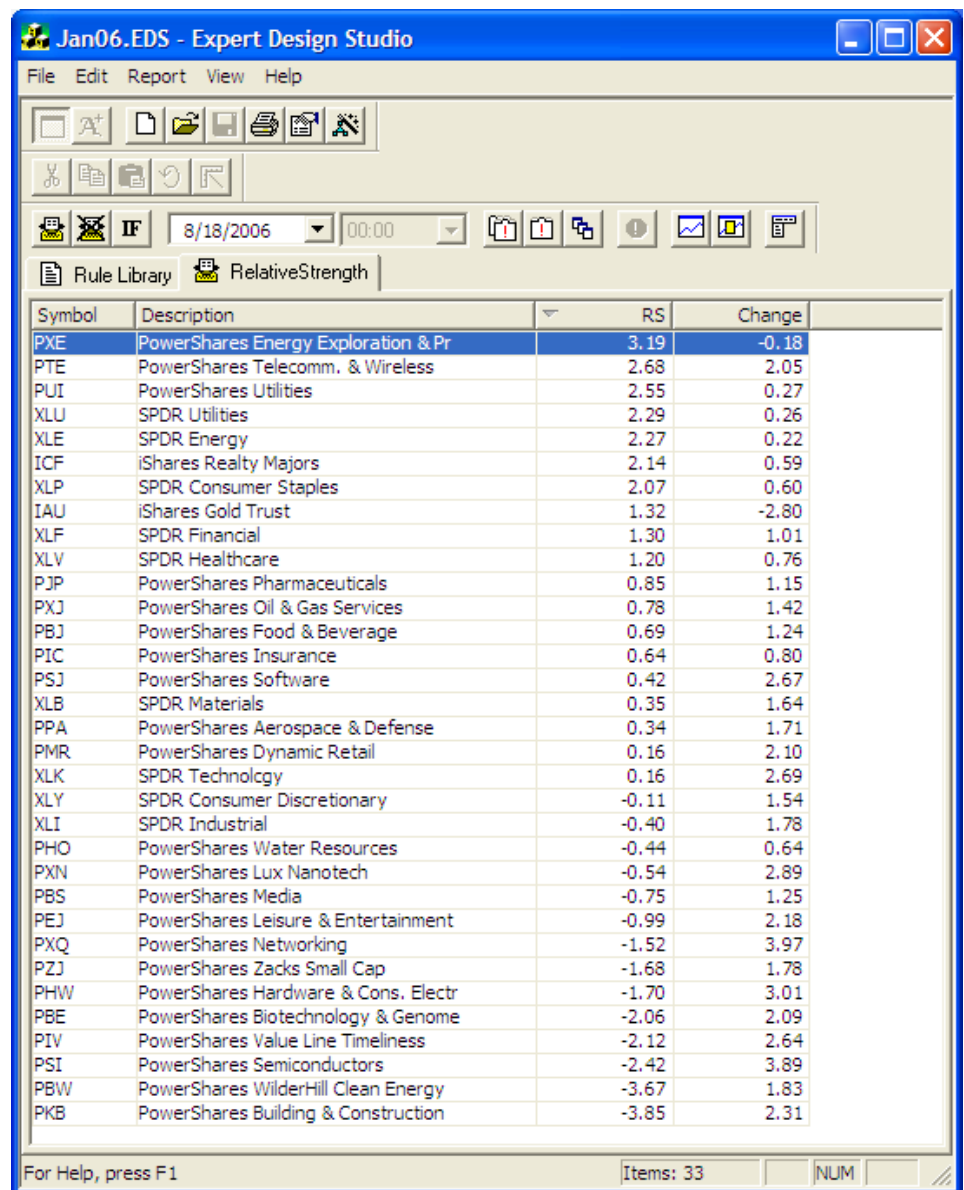 Jan06.EDS - Expert Design Studio
File Edit Report View Help
IF 8/18/2006 00:00
Rule Library RelativeStrength
Symbol Description RS Change
PXE PowerShares Energy Exploration & Pr 3.19 -0.18
PTE PowerShares Telecomm. & Wireless 2.68 2.05
PUI PowerShares Utilities 2.55 0.27
XLU SPDR Utilities 2.29 0.26
XLE SPDR Energy 2.27 0.22
ICF iShares Realty Majors 2.14 0.59
XLP SPDR Consumer Staples 2.07 0.60
IAU iShares Gold Trust 1.32 -2.80
XLF SPDR Financial 1.30 1.01
XLV SPDR Healthcare 1.20 0.76
PJP PowerShares Pharmaceuticals 0.85 1.15
PXJ PowerShares Oil & Gas Services 0.78 1.42
PBJ PowerShares Food & Beverage 0.69 1.24
PIC PowerShares Insurance 0.64 0.80
PSJ PowerShares Software 0.42 2.67
XLB SPDR Materials 0.35 1.64
PPA PowerShares Aerospace & Defense 0.34 1.71
PMR PowerShares Dynamic Retail 0.16 2.10
XLK SPDR Technolcgy 0.16 2.69
XLY SPDR Consumer Discretionary -0.11 1.54
XLI SPDR Industrial -0.40 1.78
PHO PowerShares Water Resources -0.44 0.64
PXN PowerShares Lux Nanotech -0.54 2.89
PBS PowerShares Media -0.75 1.25
PEJ PowerShares Leisure & Entertainment -0.99 2.18
PXQ PowerShares Networking -1.52 3.97
PZJ PowerShares Zacks Small Cap -1.68 1.78
PHW PowerShares Hardware & Cons. Electr -1.70 3.01
PBE PowerShares Biotechnology & Genome -2.06 2.09
PIV PowerShares Value Line Timeliness -2.12 2.64
PSI PowerShares Semiconductors -2.42 3.89
PBW PowerShares WilderHill Clean Energy -3.67 1.83
PKB PowerShares Building & Construction -3.85 2.31
For Help, press F1 Items: 33 NUM